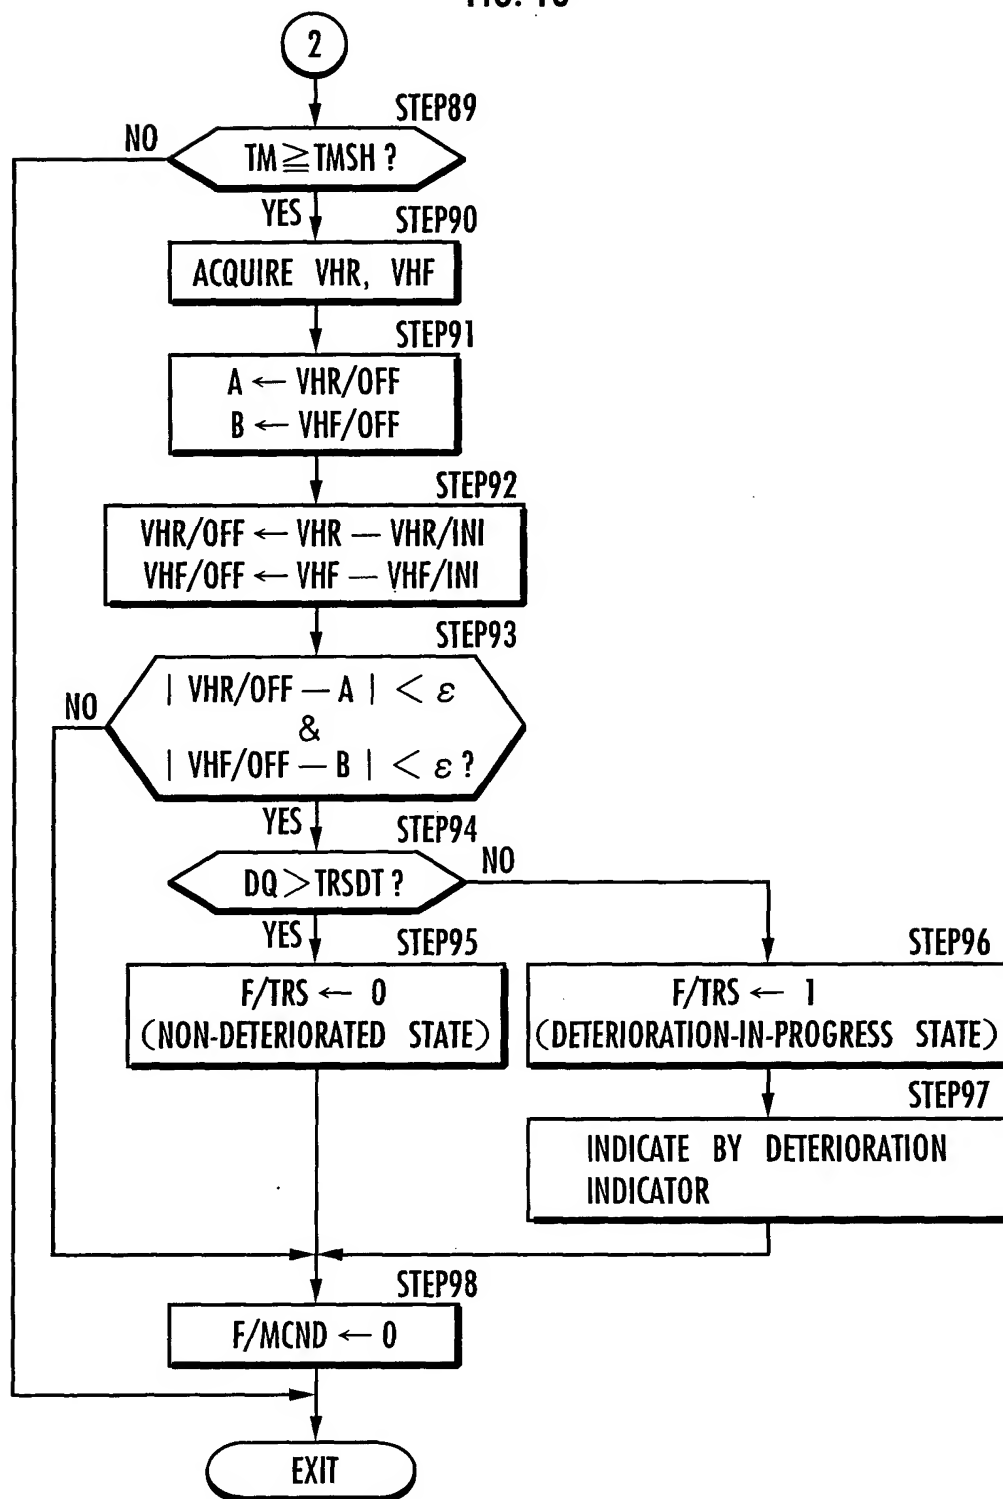 2
STEP89
NO
TM≧TMSH?
YES
STEP90
ACQUIRE VHR, VHF
STEP91
A ← VHR/OFF
B ← VHF/OFF
STEP92
VHR/OFF ← VHR — VHR/INI
VHF/OFF ← VHF — VHF/INI
STEP93
NO
| VHR/OFF — A | < ε
&
| VHF/OFF — B | < ε?
YES
STEP94
DQ>TRSDT?
NO
YES
STEP95
F/TRS ← 0
(NON-DETERIORATED STATE)
STEP96
F/TRS ← 1
(DETERIORATION-IN-PROGRESS STATE)
STEP97
INDICATE BY DETERIORATION
INDICATOR
STEP98
F/MCND ← 0
EXIT